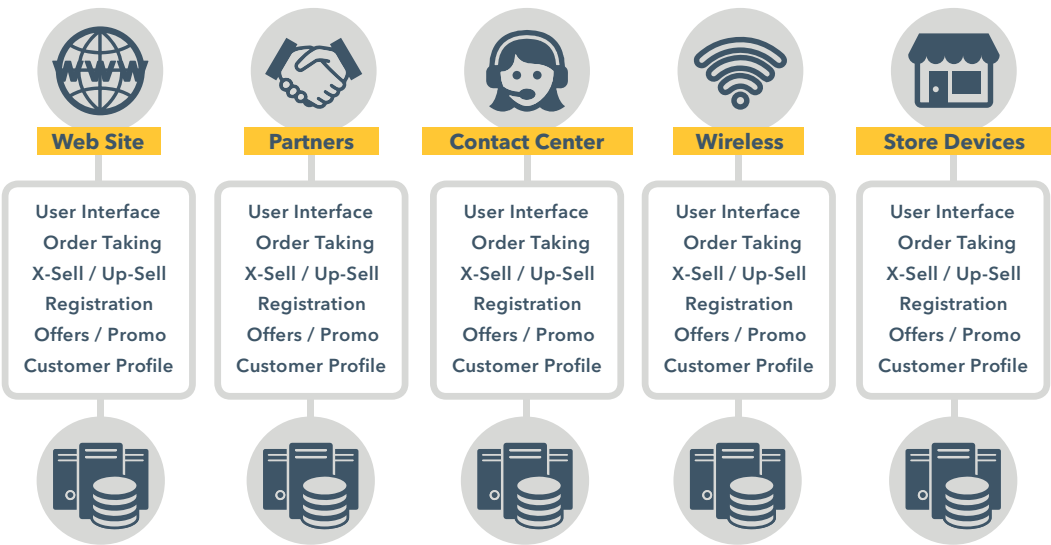 WWW
Web Site
Partners
Contact Center
Wireless
Store Devices
User Interface
Order Taking
X-Sell / Up-Sell
Registration
Offers / Promo
Customer Profile
User Interface
Order Taking
X-Sell / Up-Sell
Registration
Offers / Promo
Customer Profile
User Interface
Order Taking
X-Sell / Up-Sell
Registration
Offers / Promo
Customer Profile
User Interface
Order Taking
X-Sell / Up-Sell
Registration
Offers / Promo
Customer Profile
User Interface
Order Taking
X-Sell / Up-Sell
Registration
Offers / Promo
Customer Profile